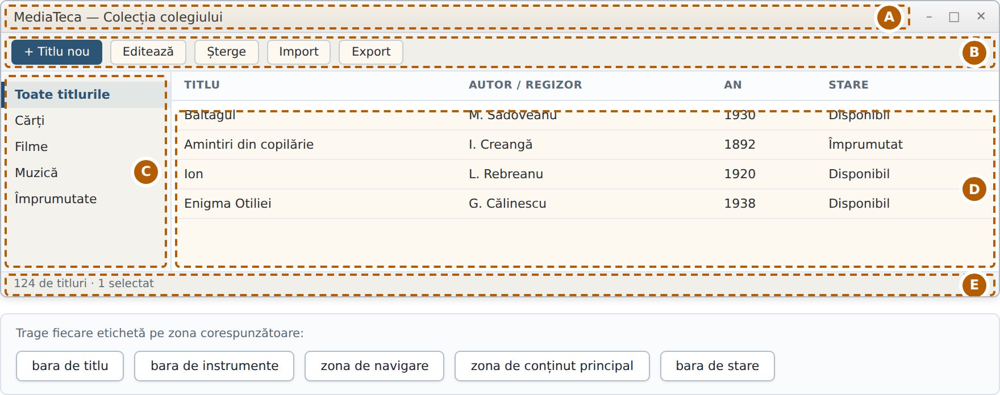 MediaTeca — Colecția colegiului A – □ ✕
+ Titlu nou Editează Șterge Import Export B
Toate titlurile
Cărți
Filme
Muzică
Împrumutate
C
TITLU AUTOR / REGIZOR AN STARE
Baltagul M. Sadoveanu 1930 Disponibil
Amintiri din copilărie I. Creangă 1892 Împrumutat
Ion L. Rebreanu 1920 Disponibil
Enigma Otiliei G. Călinescu 1938 Disponibil
D
124 de titluri · 1 selectat E
Trage fiecare etichetă pe zona corespunzătoare:
bara de titlu bara de instrumente zona de navigare zona de conținut principal bara de stare